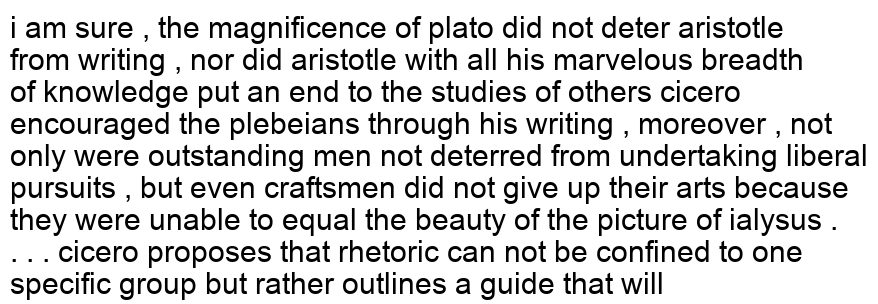 i am sure , the magnificence of plato did not deter aristotle
from writing , nor did aristotle with all his marvelous breadth
of knowledge put an end to the studies of others cicero
encouraged the plebeians through his writing , moreover , not
only were outstanding men not deterred from undertaking liberal
pursuits , but even craftsmen did not give up their arts because
they were unable to equal the beauty of the picture of ialysus .
. . . cicero proposes that rhetoric can not be confined to one
specific group but rather outlines a guide that will